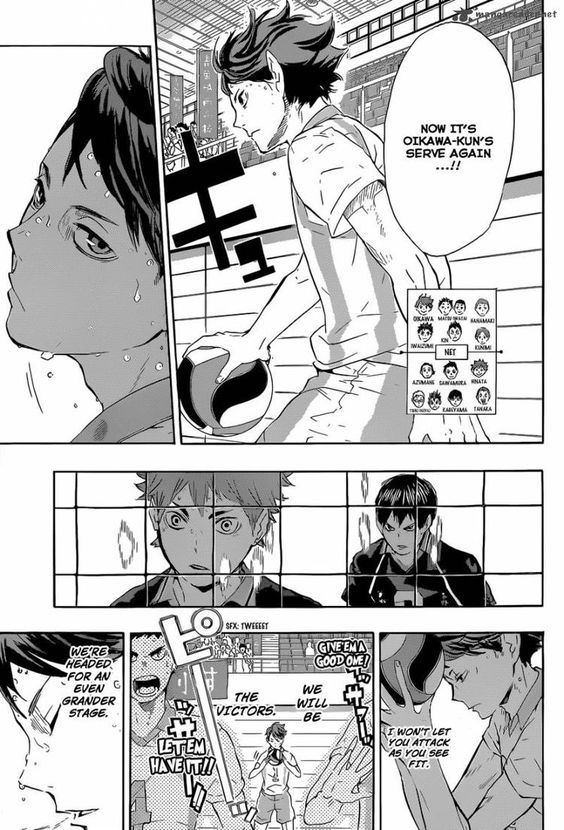 mangareader.net
NOW IT'S
OIKAWA-KUN'S
SERVE AGAIN
...!!
キュ
OIKAWA
HANAMAKI
IWAIZUMI
KIN
KUNIMI
NET
AZUMANE
SAWAMURA
HINATA
KAGEYAMA
TANAKA
I WON'T LET
YOU ATTACK
AS YOU SEE
FIT.
ピー
SFX: TWEEEET
GIVE 'EM A
GOOD ONE!
WE
WILL
BE
THE
VICTORS.
LET 'EM
HAVE IT!!
WE'RE
HEADED
FOR AN
EVEN
GRANDER
STAGE.